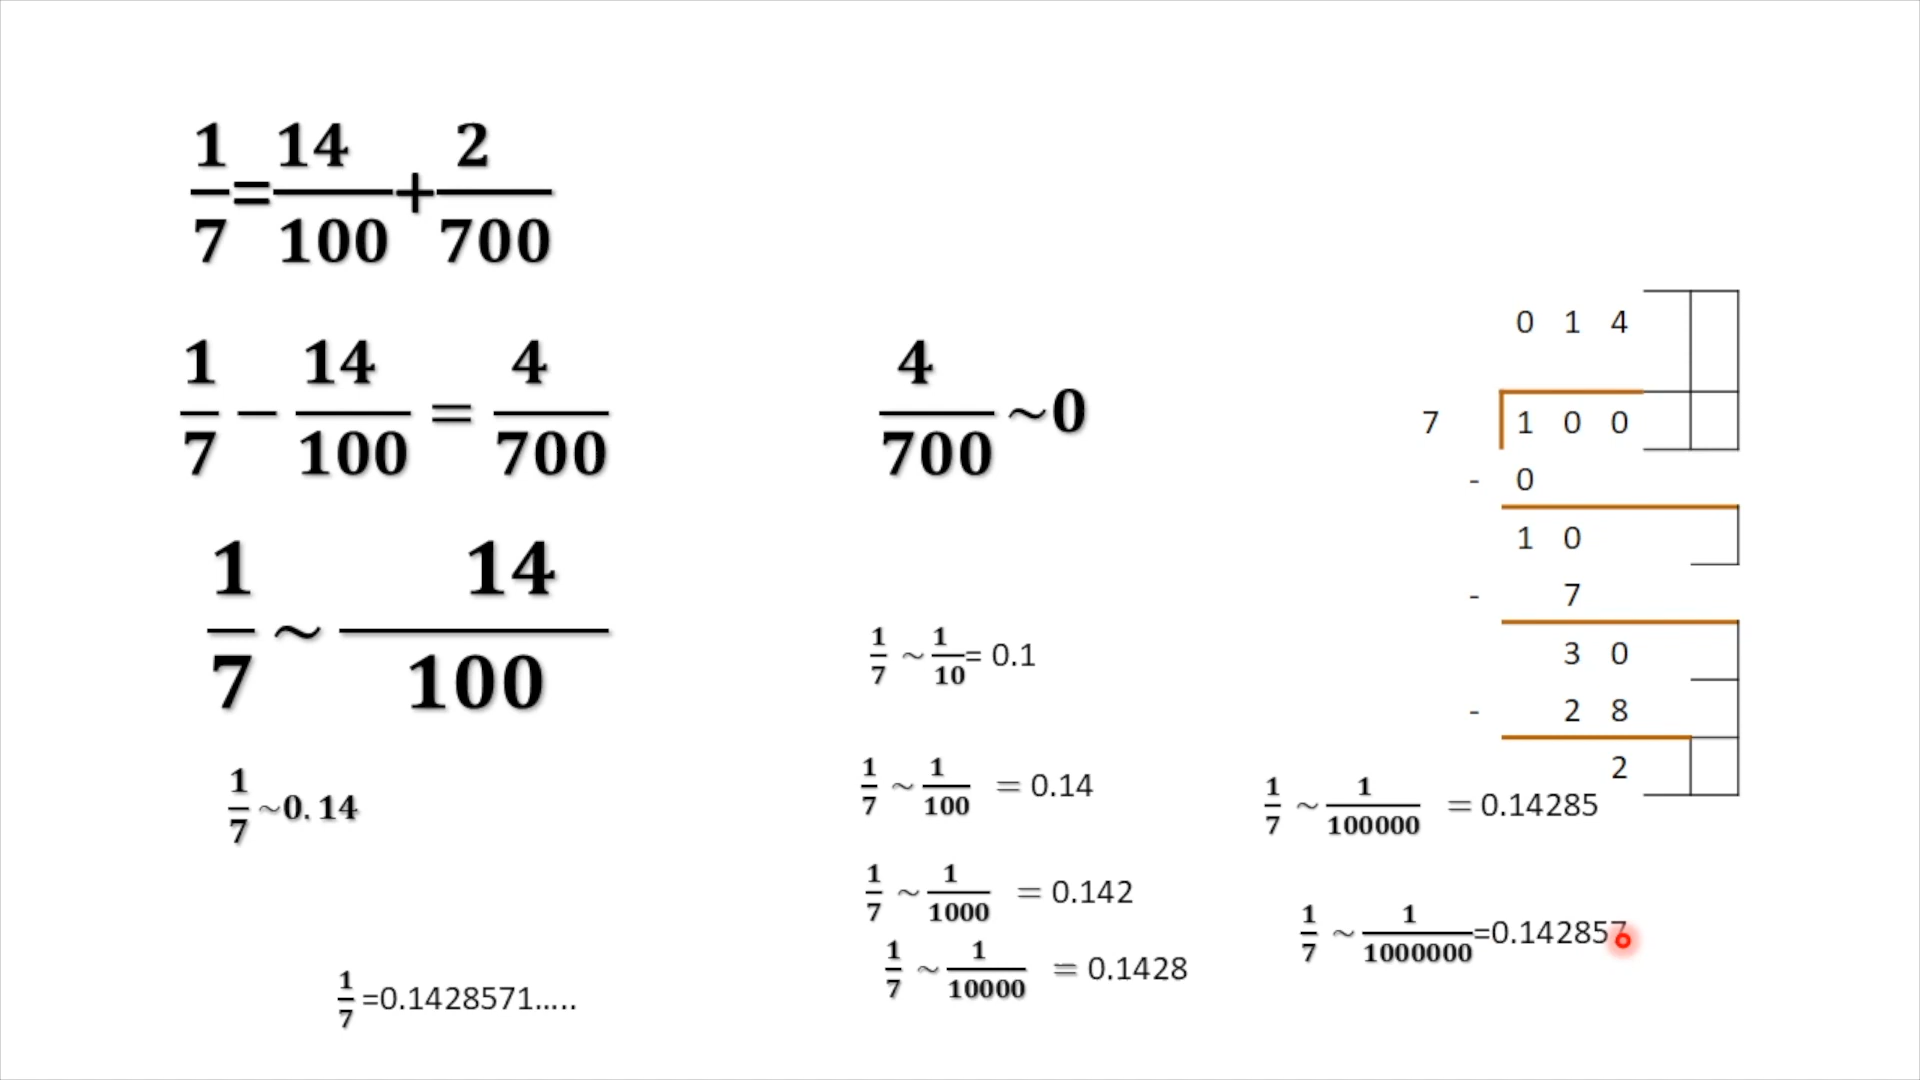 1/7=14/100+2/700
1/7 − 14/100 = 4/700
4/700 ~0
1/7 ~ 14/100
1/7 ~0.14
1/7 =0.1428571.....
1/7 ~ 1/10= 0.1
1/7 ~ 1/100 = 0.14
1/7 ~ 1/1000 = 0.142
1/7 ~ 1/10000 = 0.1428
0 1 4
7 1 0 0
- 0
1 0
- 7
3 0
- 2 8
2
1/7 ~ 1/100000 = 0.14285
1/7 ~ 1/1000000=0.142857